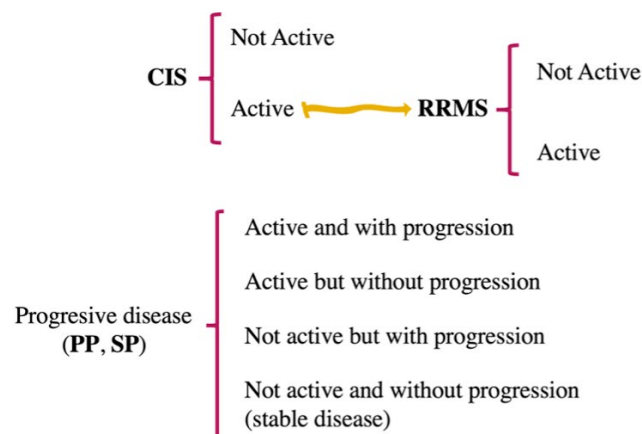 Not Active
CIS
Active
RRMS
Not Active
Active
Active and with progression
Active but without progression
Progresive disease
(PP, SP)
Not active but with progression
Not active and without progression
(stable disease)